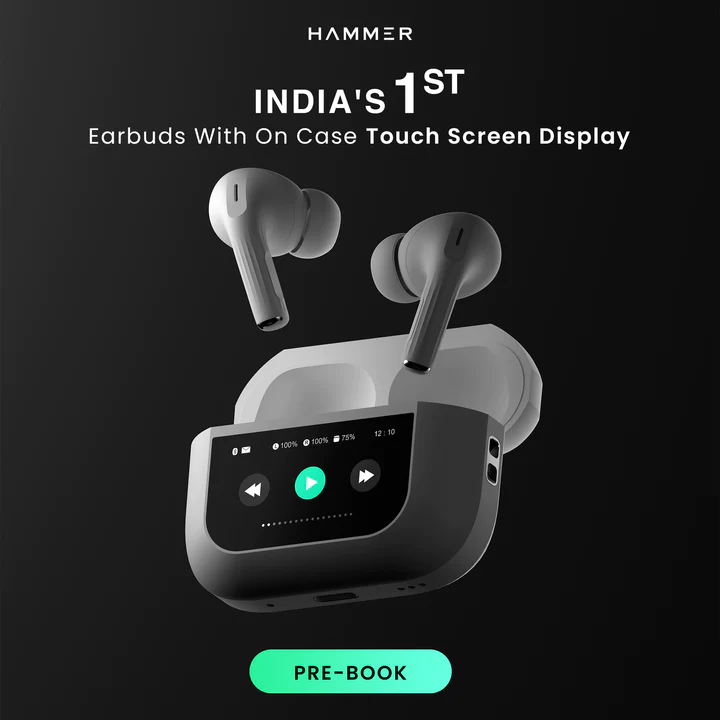 HAMMER
INDIA'S 1ST
Earbuds With On Case Touch Screen Display
L 100% R 100% 75% 12:10
PRE-BOOK